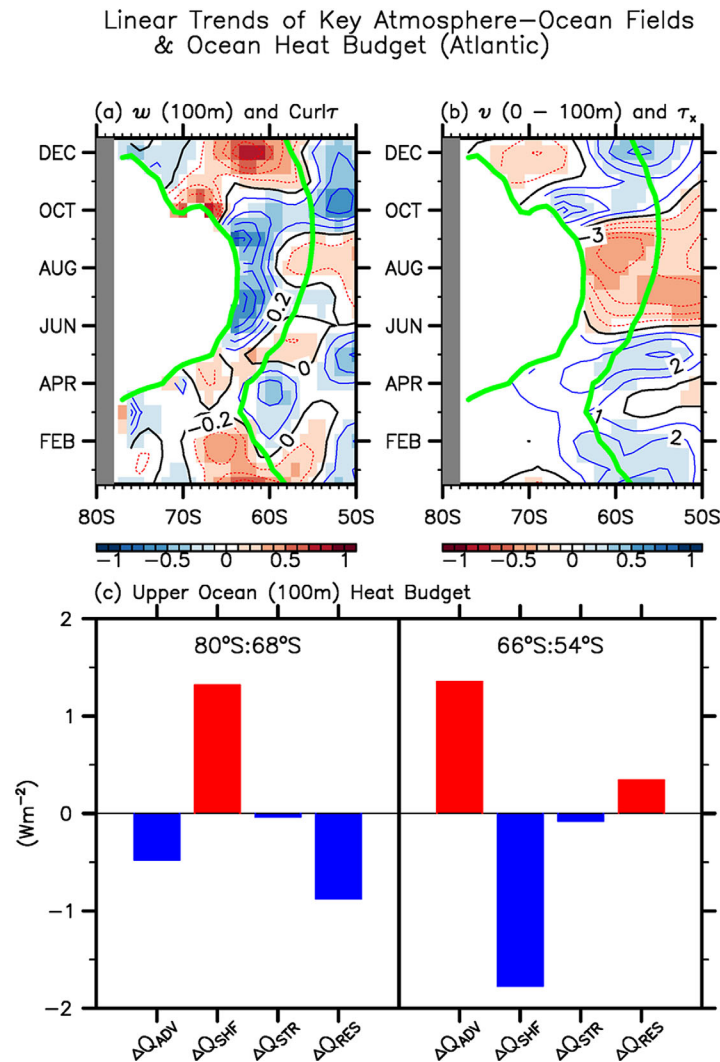 Linear Trends of Key Atmosphere−Ocean Fields
& Ocean Heat Budget (Atlantic)
(a) w (100m) and Curlτ
(b) v (0 − 100m) and τx
DEC
OCT
AUG
JUN
APR
FEB
0.2
0
−0.2
0
80S 70S 60S 50S
−1 −0.5 0 0.5 1
DEC
OCT
AUG
JUN
APR
FEB
−3
2
1
2
80S 70S 60S 50S
−1 −0.5 0 0.5 1
(c) Upper Ocean (100m) Heat Budget
80°S:68°S
66°S:54°S
2
1
0
−1
−2
(Wm−2)
ΔQADV ΔQSHF ΔQSTR ΔQRES
ΔQADV ΔQSHF ΔQSTR ΔQRES